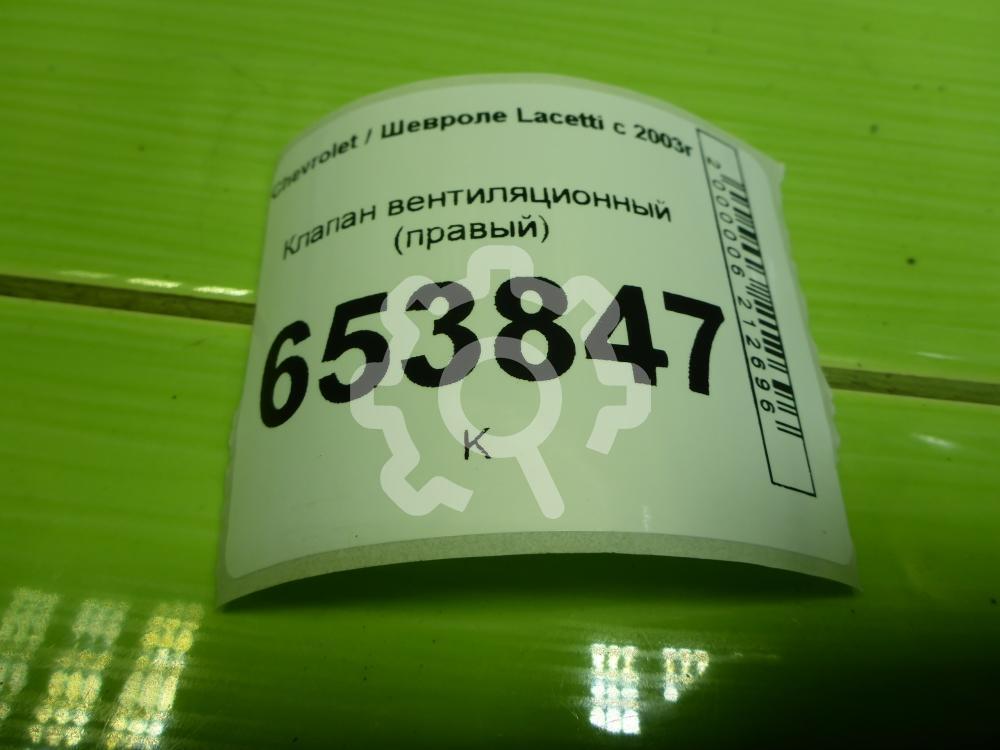 Chevrolet / Шевроле Lacetti с 2003г
Клапан вентиляционный
(правый)
653847
К
2000006212696